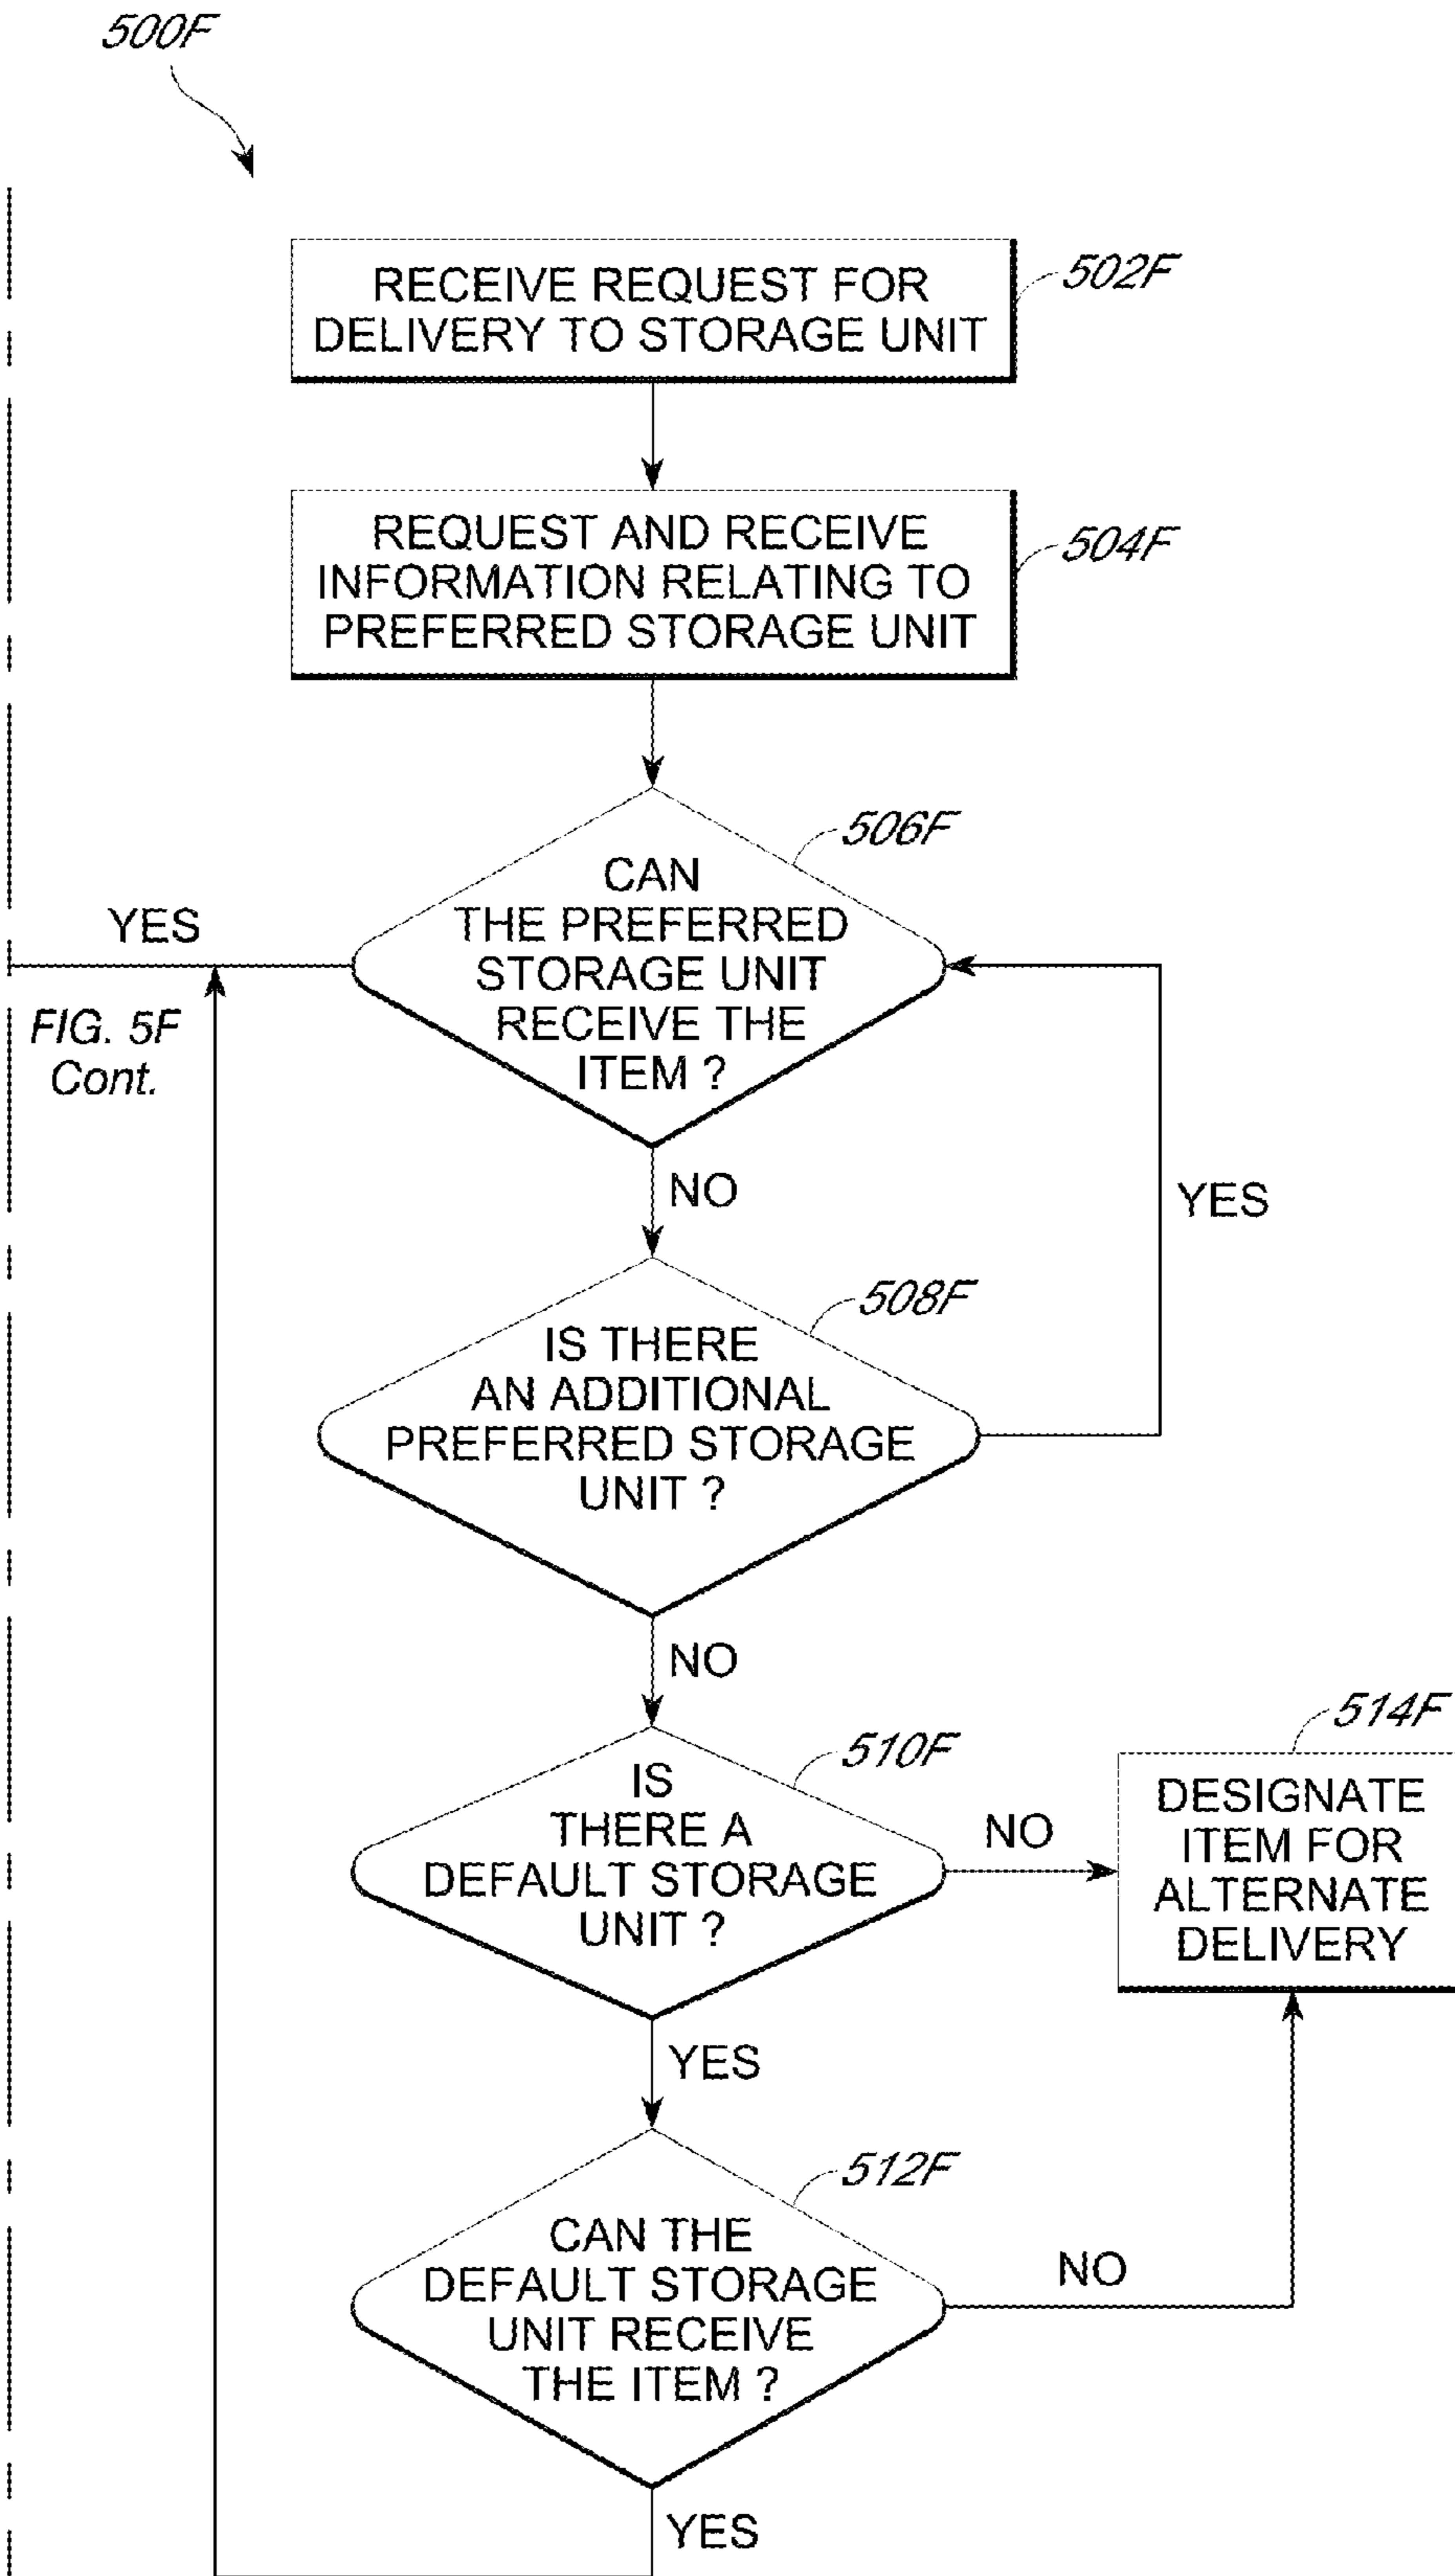 500F
RECEIVE REQUEST FOR
DELIVERY TO STORAGE UNIT
502F
REQUEST AND RECEIVE
INFORMATION RELATING TO
PREFERRED STORAGE UNIT
504F
506F
CAN
THE PREFERRED
STORAGE UNIT
RECEIVE THE
ITEM ?
YES
FIG. 5F
Cont.
NO
YES
508F
IS THERE
AN ADDITIONAL
PREFERRED STORAGE
UNIT ?
NO
510F
IS
THERE A
DEFAULT STORAGE
UNIT ?
NO
514F
DESIGNATE
ITEM FOR
ALTERNATE
DELIVERY
YES
512F
CAN THE
DEFAULT STORAGE
UNIT RECEIVE
THE ITEM ?
NO
YES